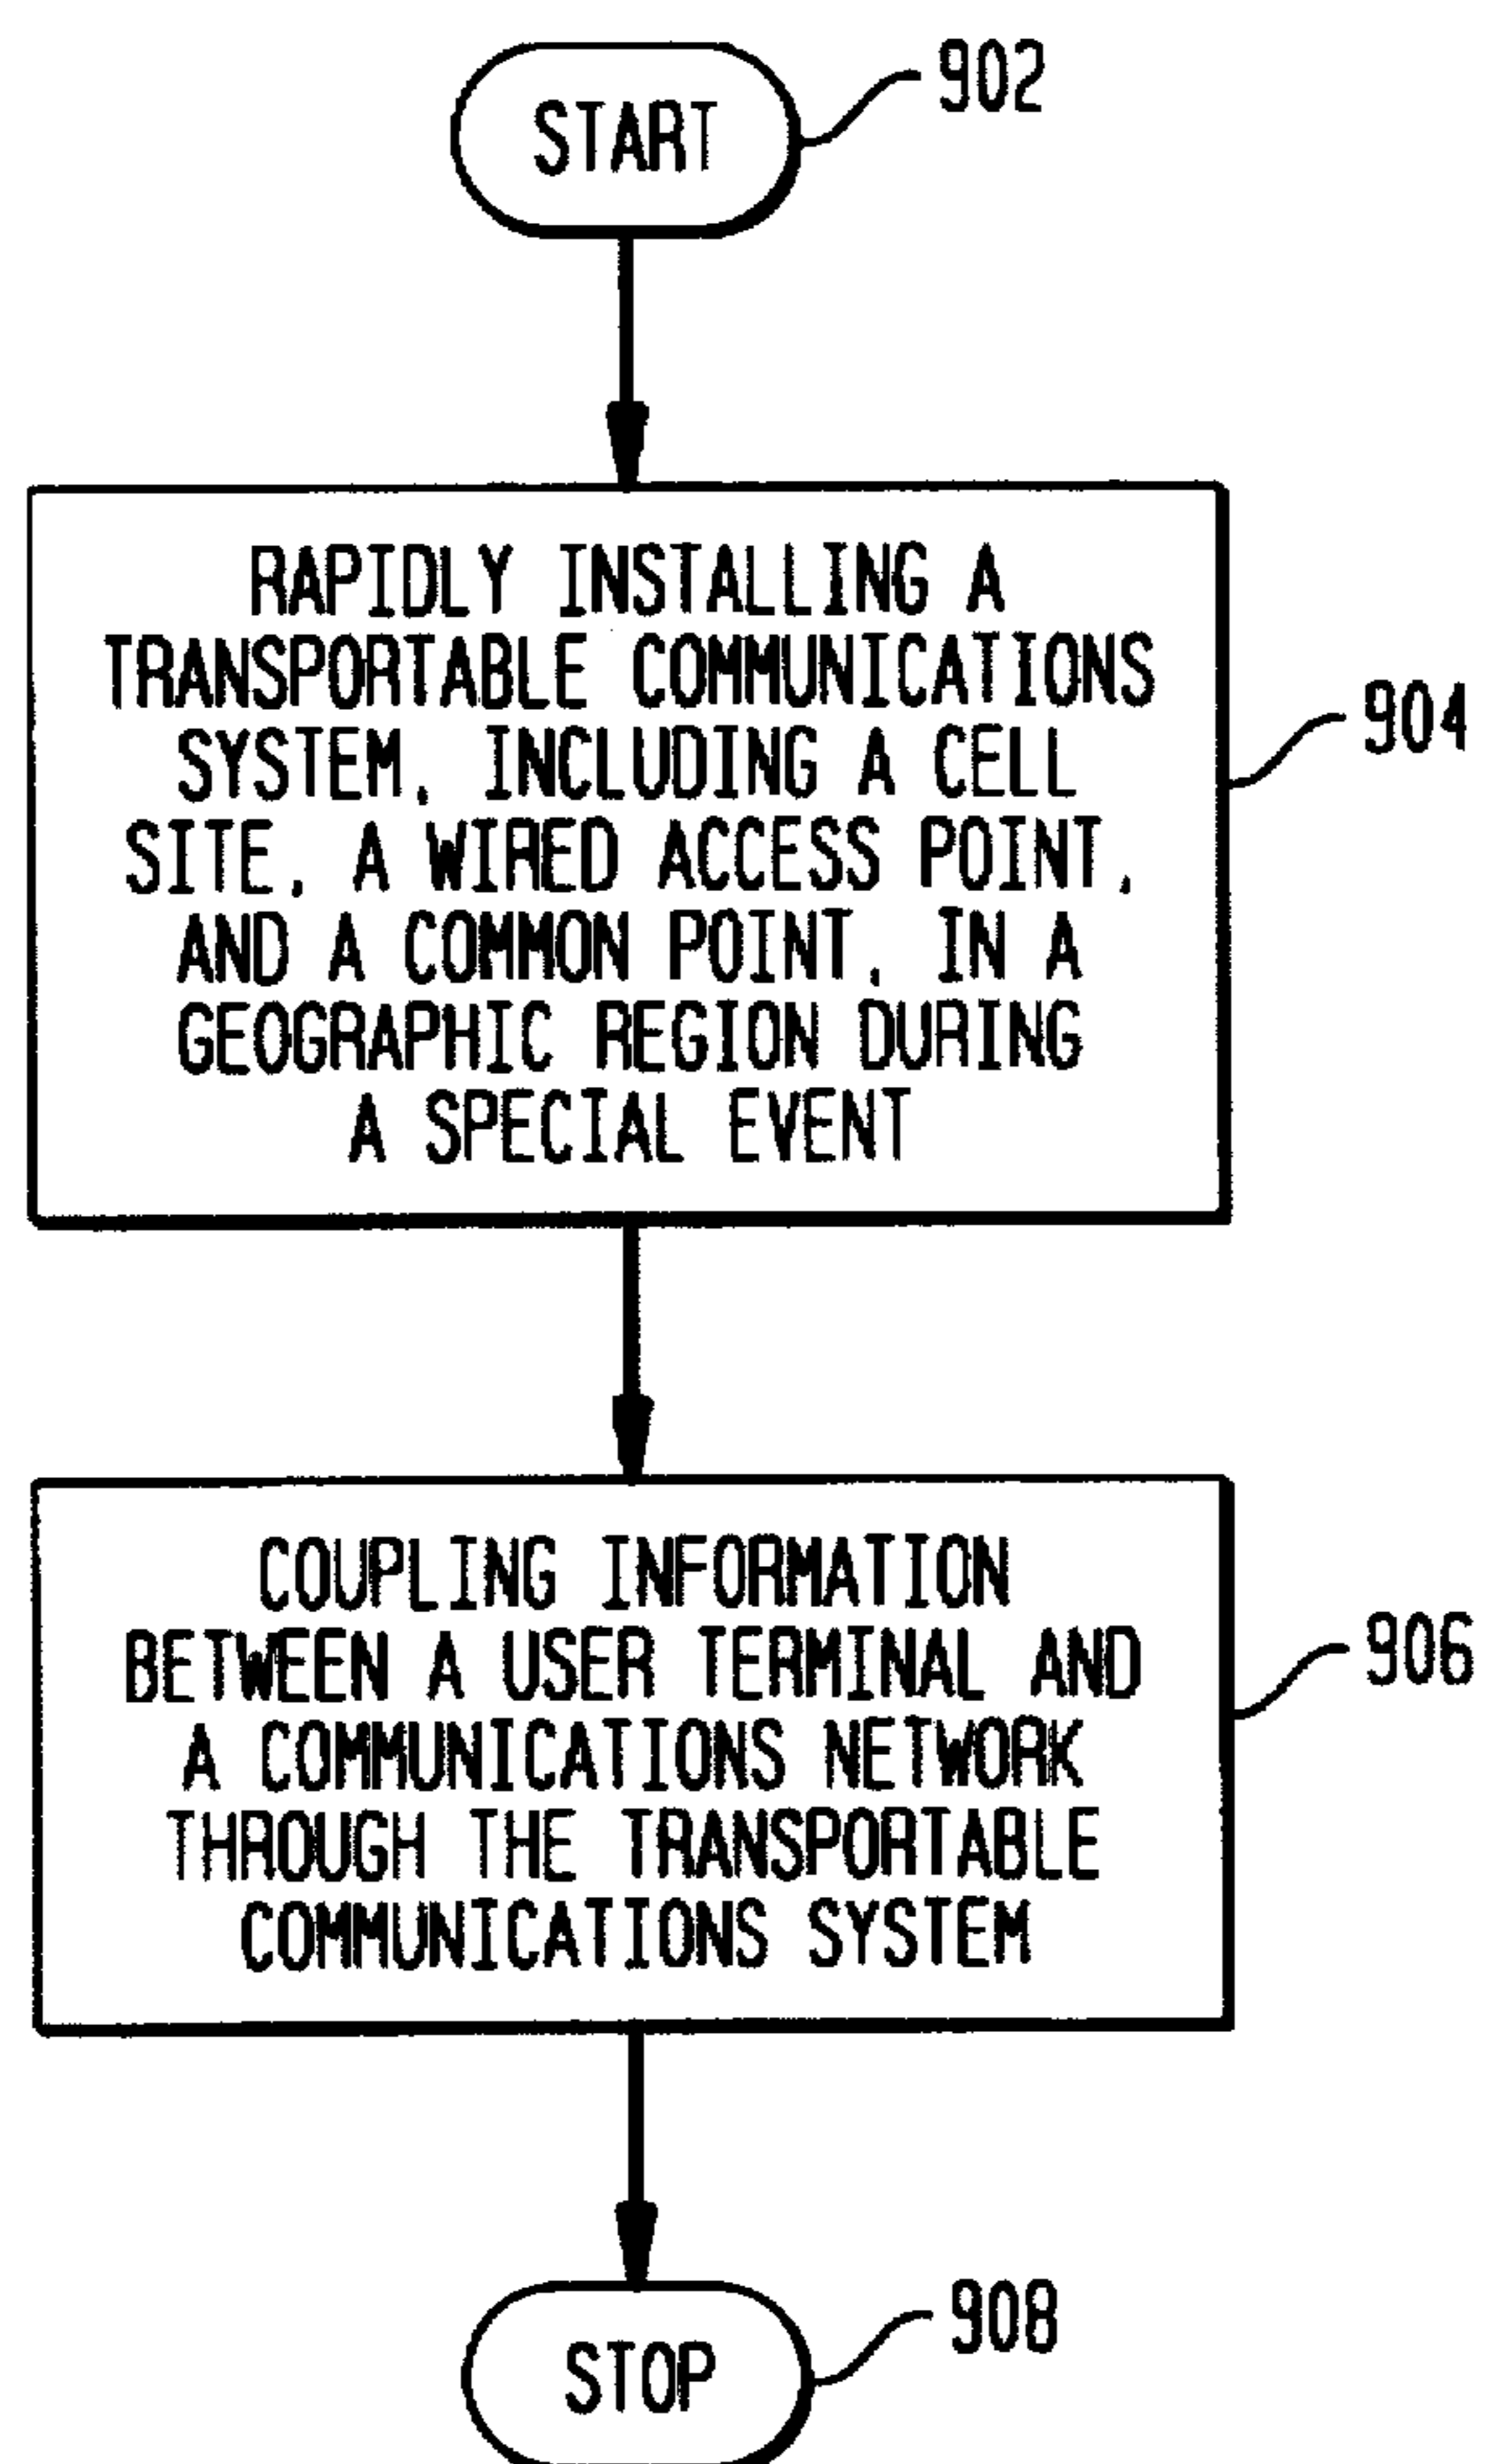 START
902
RAPIDLY INSTALLING A
TRANSPORTABLE COMMUNICATIONS
SYSTEM, INCLUDING A CELL
SITE, A WIRED ACCESS POINT,
AND A COMMON POINT, IN A
GEOGRAPHIC REGION DURING
A SPECIAL EVENT
904
COUPLING INFORMATION
BETWEEN A USER TERMINAL AND
A COMMUNICATIONS NETWORK
THROUGH THE TRANSPORTABLE
COMMUNICATIONS SYSTEM
906
STOP
908